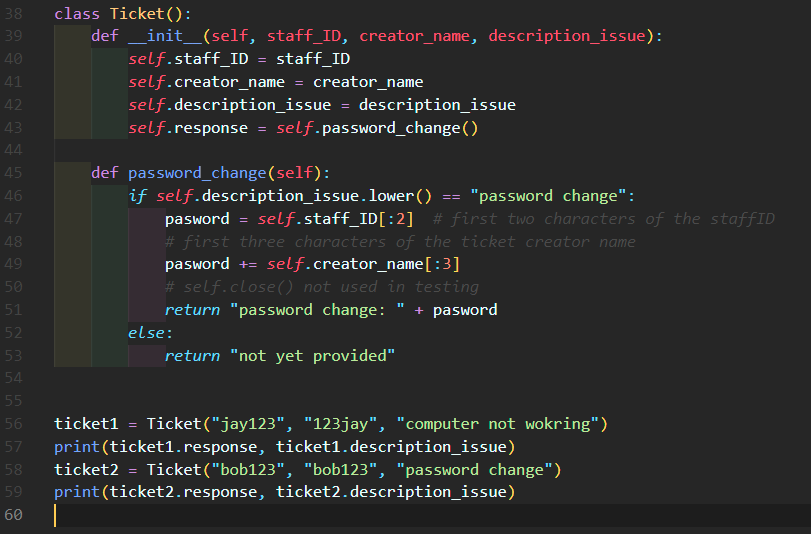 38 class Ticket():
39     def __init__(self, staff_ID, creator_name, description_issue):
40         self.staff_ID = staff_ID
41         self.creator_name = creator_name
42         self.description_issue = description_issue
43         self.response = self.password_change()
44
45     def password_change(self):
46         if self.description_issue.lower() == "password change":
47             pasword = self.staff_ID[:2]  # first two characters of the staffID
48             # first three characters of the ticket creator name
49             pasword += self.creator_name[:3]
50             # self.close() not used in testing
51             return "password change: " + pasword
52         else:
53             return "not yet provided"
54
55
56 ticket1 = Ticket("jay123", "123jay", "computer not wokring")
57 print(ticket1.response, ticket1.description_issue)
58 ticket2 = Ticket("bob123", "bob123", "password change")
59 print(ticket2.response, ticket2.description_issue)
60